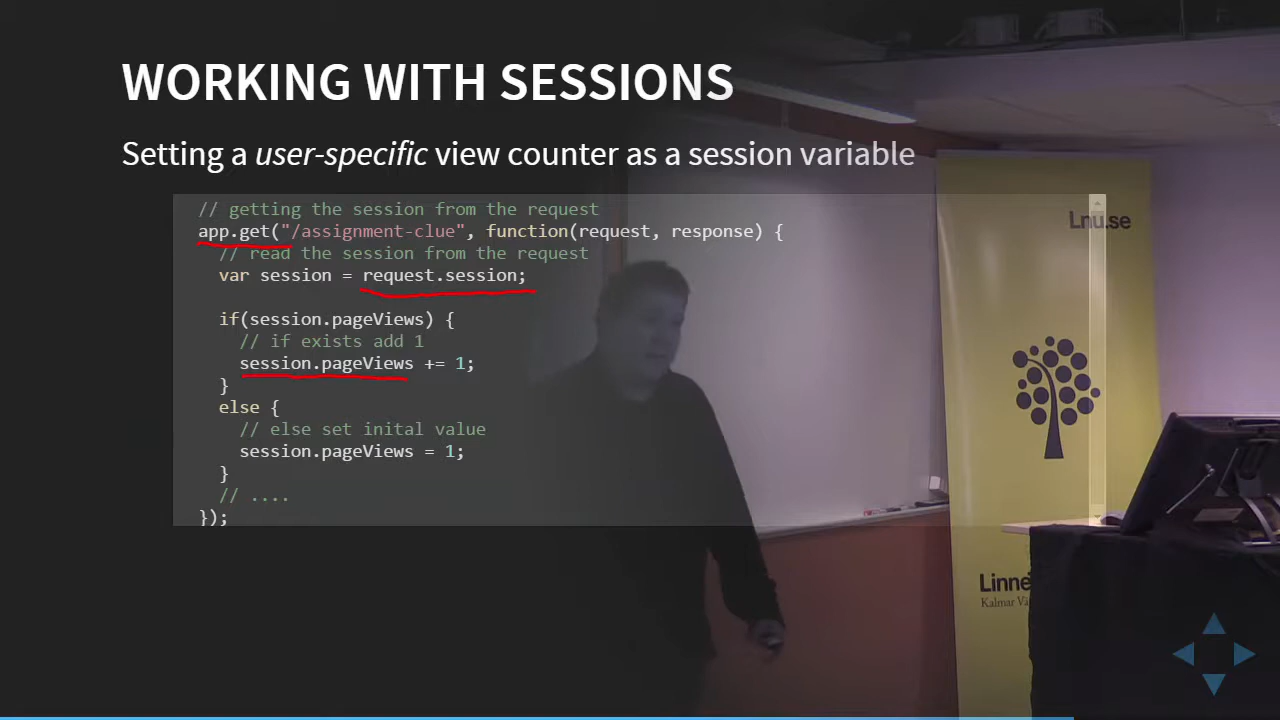 WORKING WITH SESSIONS
Setting a user-specific view counter as a session variable
// getting the session from the request
app.get("/assignment-clue", function(request, response) {
// read the session from the request
var session = request.session;
if(session.pageViews) {
// if exists add 1
session.pageViews += 1;
}
else {
// else set inital value
session.pageViews = 1;
}
// ....
});
Lnu.se
Linne
Kalmar Vä